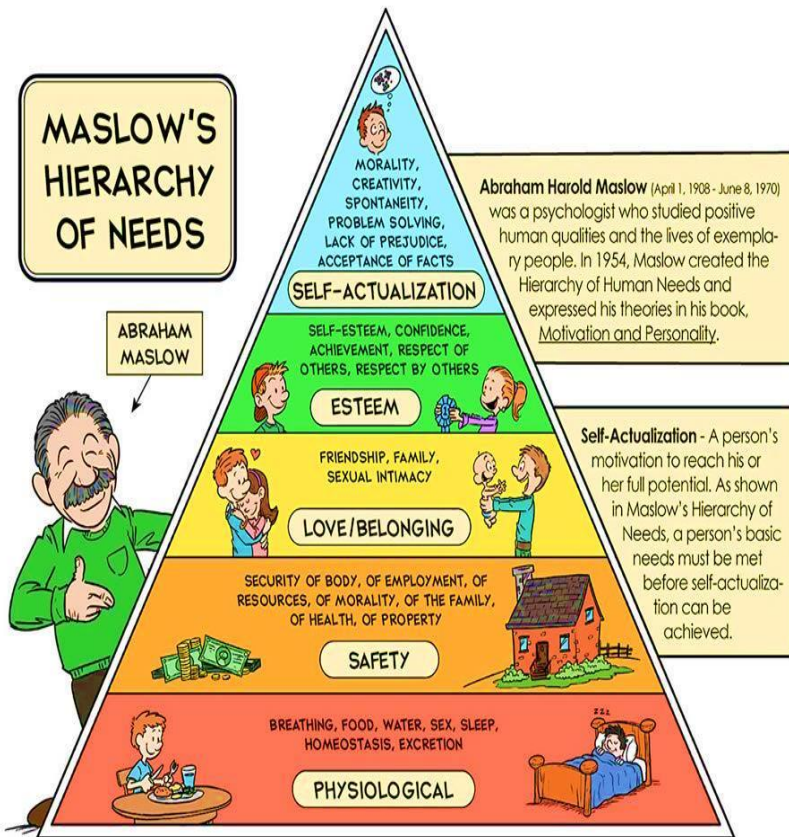 MASLOW'S
HIERARCHY
OF NEEDS
ABRAHAM
MASLOW
MORALITY,
CREATIVITY,
SPONTANEITY,
PROBLEM SOLVING,
LACK OF PREJUDICE,
ACCEPTANCE OF FACTS
SELF-ACTUALIZATION
SELF-ESTEEM, CONFIDENCE,
ACHIEVEMENT, RESPECT OF
OTHERS, RESPECT BY OTHERS
ESTEEM
FRIENDSHIP, FAMILY,
SEXUAL INTIMACY
LOVE/BELONGING
SECURITY OF BODY, OF EMPLOYMENT, OF
RESOURCES, OF MORALITY, OF THE FAMILY,
OF HEALTH, OF PROPERTY
SAFETY
BREATHING, FOOD, WATER, SEX, SLEEP,
HOMEOSTASIS, EXCRETION
ZZZ
PHYSIOLOGICAL
Abraham Harold Maslow (April 1, 1908 - June 8, 1970)
was a psychologist who studied positive
human qualities and the lives of exempla-
ry people. In 1954, Maslow created the
Hierarchy of Human Needs and
expressed his theories in his book,
Motivation and Personality.
Self-Actualization - A person's
motivation to reach his or
her full potential. As shown
in Maslow's Hierarchy of
Needs, a person's basic
needs must be met
before self-actualiza-
tion can be
achieved.